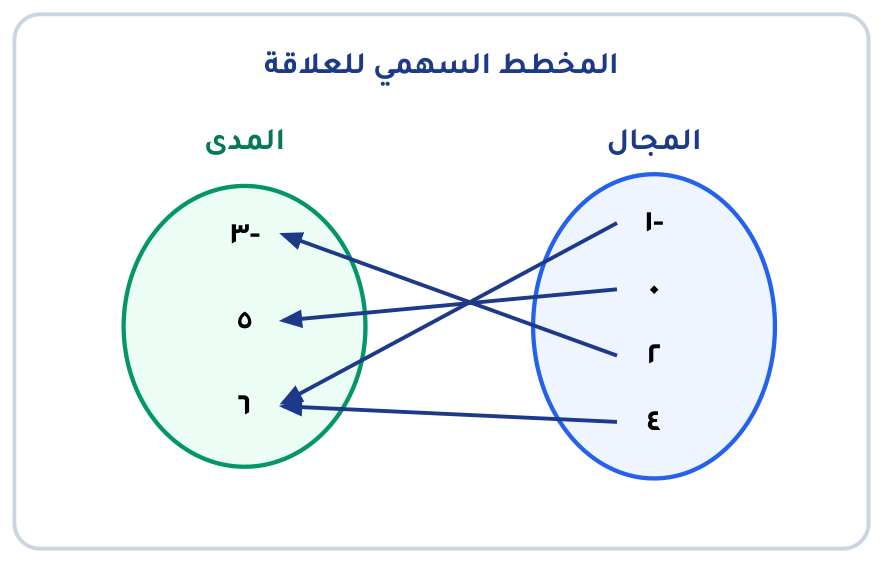 المخطط السهمي للعلاقة
المجال
المدى
-١
٠
٢
٤
-٣
٥
٦